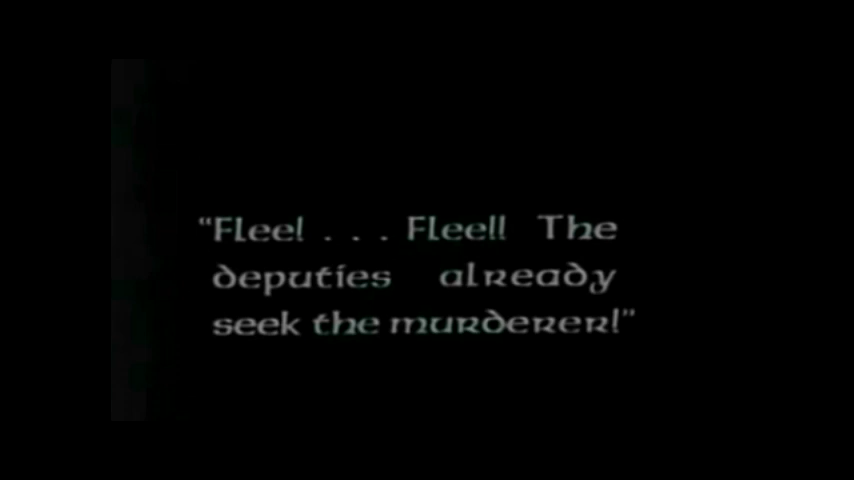 “Flee! . . . Flee!! The
deputies already
seek the murderer!”